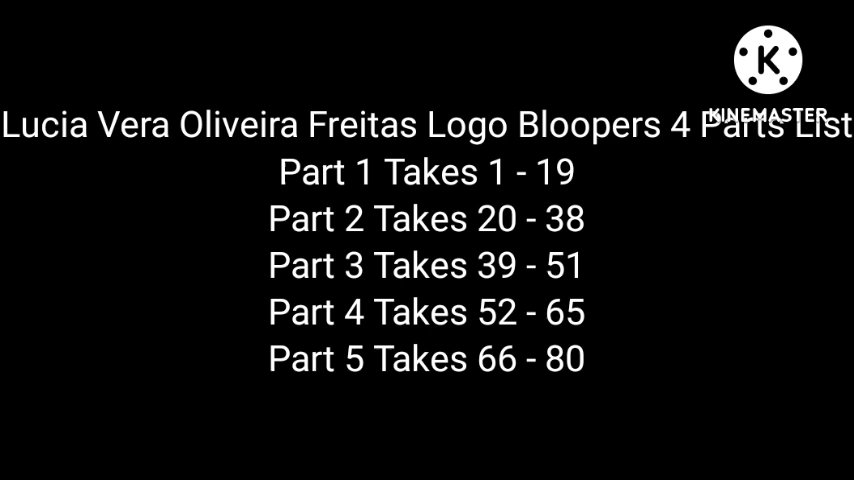 K
KINEMASTER
Lucia Vera Oliveira Freitas Logo Bloopers 4 Parts List
Part 1 Takes 1 - 19
Part 2 Takes 20 - 38
Part 3 Takes 39 - 51
Part 4 Takes 52 - 65
Part 5 Takes 66 - 80